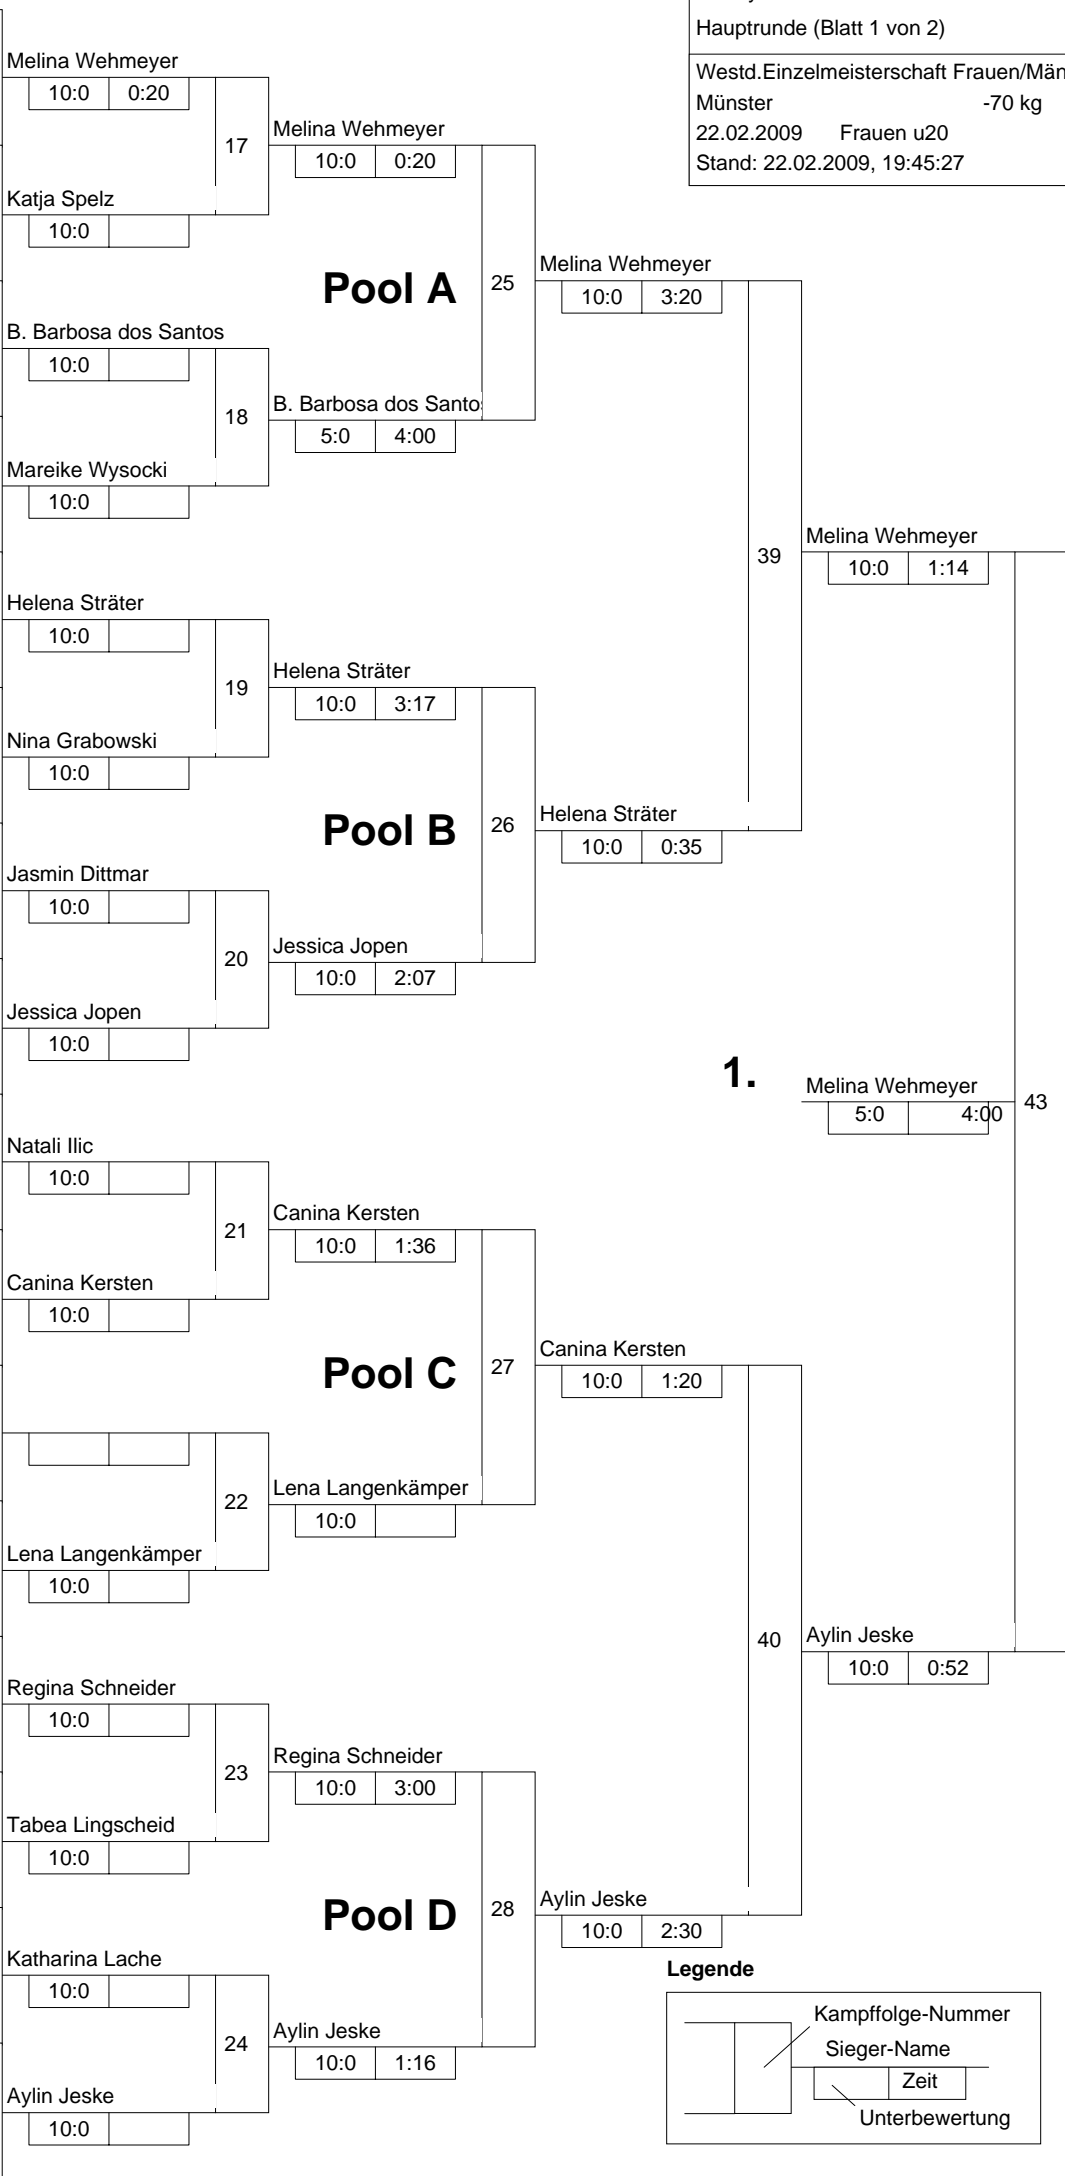 Hauptrunde (Blatt 1 von 2)
Westd.Einzelmeisterschaft Frauen/Män
Münster -70 kg
22.02.2009 Frauen u20
Stand: 22.02.2009, 19:45:27
Melina Wehmeyer
10:0 0:20
17
Katja Spelz
10:0
Melina Wehmeyer
10:0 0:20
Pool A
25
B. Barbosa dos Santos
10:0
18
Mareike Wysocki
10:0
B. Barbosa dos Santo
5:0 4:00
Melina Wehmeyer
10:0 3:20
39
Helena Sträter
10:0
19
Nina Grabowski
10:0
Helena Sträter
10:0 3:17
Pool B
26
Jasmin Dittmar
10:0
20
Jessica Jopen
10:0
Jessica Jopen
10:0 2:07
Helena Sträter
10:0 0:35
Melina Wehmeyer
10:0 1:14
1.
Melina Wehmeyer
5:0 4:00
43
Natali Ilic
10:0
21
Canina Kersten
10:0
Canina Kersten
10:0 1:36
Pool C
27
22
Lena Langenkämper
10:0
Lena Langenkämper
10:0
Canina Kersten
10:0 1:20
40
Aylin Jeske
10:0 0:52
Regina Schneider
10:0
23
Tabea Lingscheid
10:0
Regina Schneider
10:0 3:00
Pool D
28
Katharina Lache
10:0
24
Aylin Jeske
10:0
Aylin Jeske
10:0 1:16
Aylin Jeske
10:0 2:30
Legende
Kampffolge-Nummer
Sieger-Name
Zeit
Unterbewertung